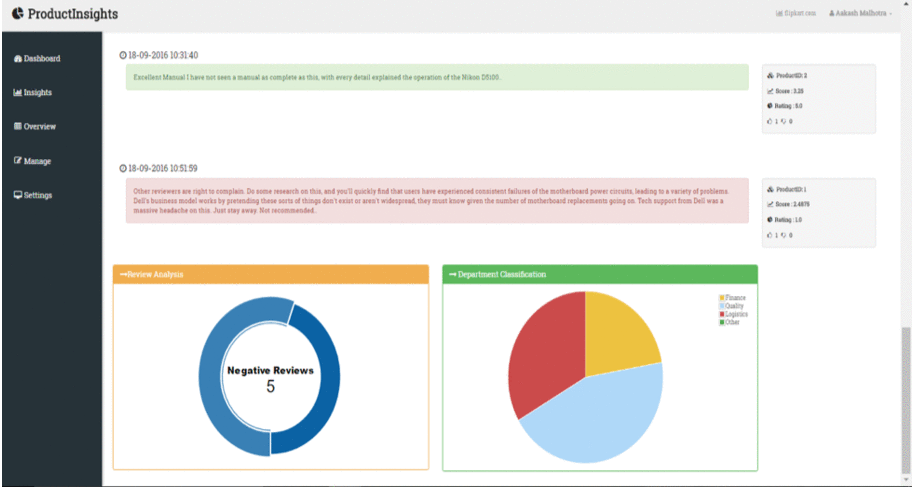 ProductInsights
flipkart.com
Aakash Malhotra
Dashboard
Insights
Overview
Manage
Settings
18-09-2016 10:31:40
Excellent Manual I have not seen a manual as complete as this, with every detail explained the operation of the Nikon D5100..
ProductID: 2
Score : 3.25
Rating : 5.0
1 0
18-09-2016 10:51:59
Other reviewers are right to complain. Do some research on this, and you'll quickly find that users have experienced consistent failures of the motherboard power circuits, leading to a variety of problems.
Dell's business model works by pretending these sorts of things don't exist or aren't widespread, they must know given the number of motherboard replacements going on. Tech support from Dell was a
massive headache on this. Just stay away. Not recommended..
ProductID: 1
Score : 2.4875
Rating : 1.0
1 0
Review Analysis
Negative Reviews
5
Department Classification
Finance
Quality
Logistics
Other